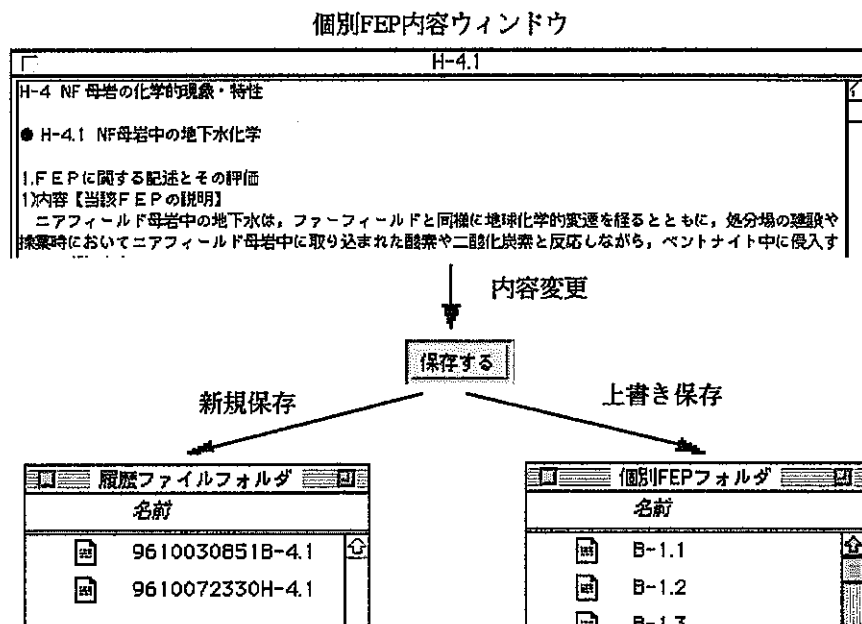 個別FEP内容ウィンドウ
H-4.1
H-4 NF母岩の化学的現象・特性
● H-4.1 NF母岩中の地下水化学
1.FEPに関する記述とその評価
1)内容【当該FEPの説明】
ニアフィールド母岩中の地下水は，ファーフィールドと同様に地球化学的変遷を経るとともに，処分場の建設や
操業時においてニアフィールド母岩中に取り込まれた酸素や二酸化炭素と反応しながら，ベントナイト中に侵入す
内容変更
保存する
新規保存
上書き保存
履歴ファイルフォルダ
名前
9610030851B-4.1
9610072330H-4.1
個別FEPフォルダ
名前
B-1.1
B-1.2
B-1.3